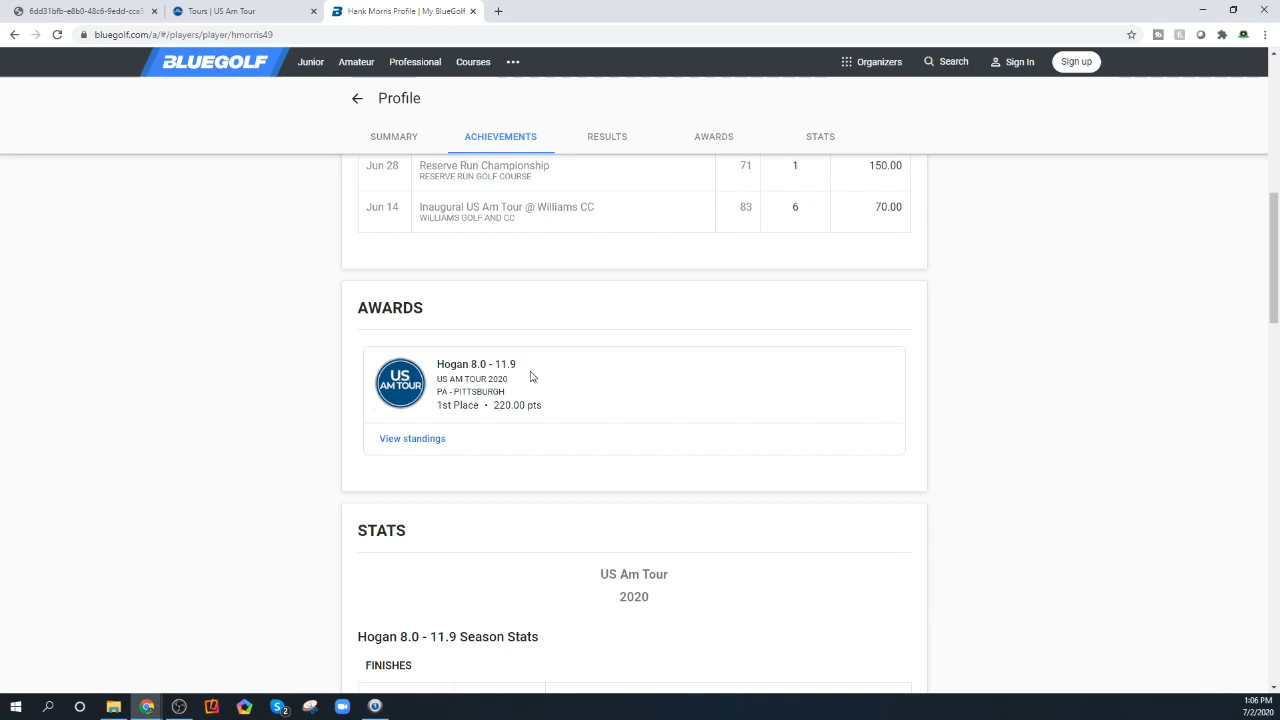 6dd31bf6-e8b0-48c6-9edd-cca5
Tours | US Am Tour
Hank Morris Profile | My BlueGolf
bluegolf.com/a/#/players/player/hmorris49
BLUEGOLF
Junior
Amateur
Professional
Courses
Organizers
Search
Sign In
Sign up
Profile
SUMMARY
ACHIEVEMENTS
RESULTS
AWARDS
STATS
Jun 28 Reserve Run Championship 71 1 150.00
RESERVE RUN GOLF COURSE
Jun 14 Inaugural US Am Tour @ Williams CC 83 6 70.00
WILLIAMS GOLF AND CC
AWARDS
US
AM TOUR
Hogan 8.0 - 11.9
US AM TOUR 2020
PA - PITTSBURGH
1st Place • 220.00 pts
View standings
STATS
US Am Tour
2020
Hogan 8.0 - 11.9 Season Stats
FINISHES
1:06 PM
7/2/2020